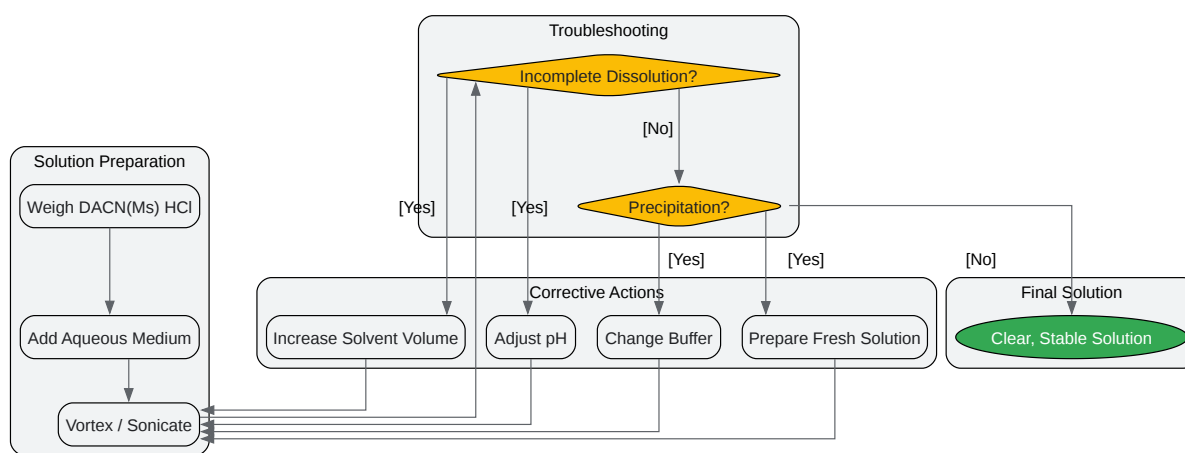 Troubleshooting
Incomplete Dissolution?
[No]
Solution Preparation
Weigh DACN(Ms) HCl
[Yes]
[Yes]
Precipitation?
[Yes]
[Yes]
[No]
Corrective Actions
Final Solution
Add Aqueous Medium
Increase Solvent Volume
Adjust pH
Change Buffer
Prepare Fresh Solution
Clear, Stable Solution
Vortex / Sonicate